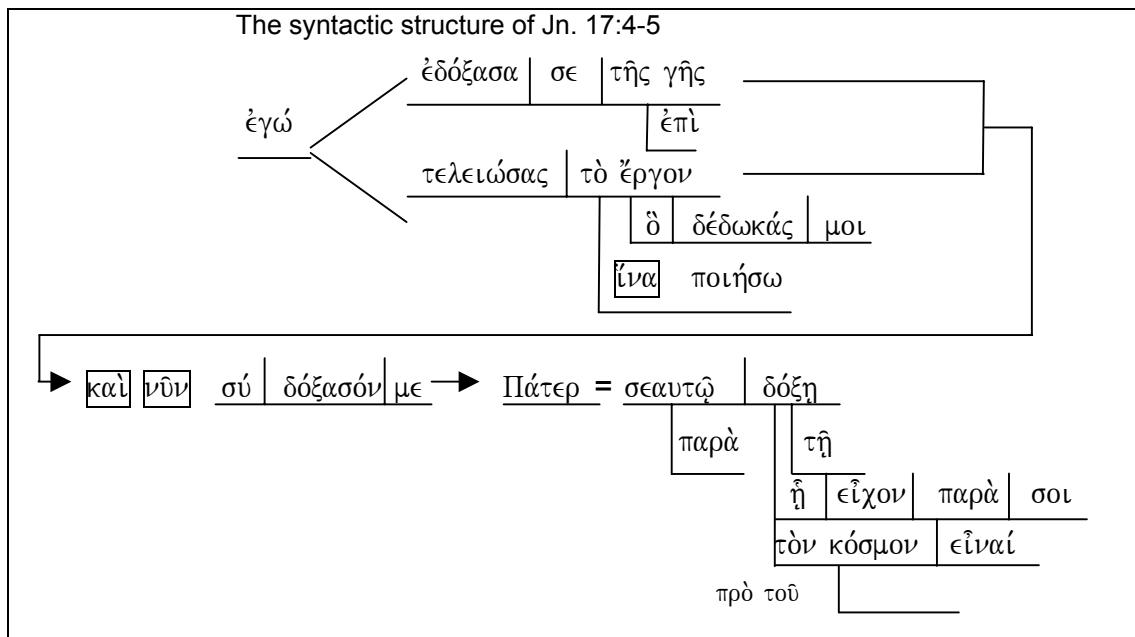 The syntactic structure of Jn. 17:4-5
ἐδόξασα σε τῆς γῆς
ἐγώ
ἐπὶ
τελειώσας τὸ ἔργον
ὃ δέδωκάς μοι
ἵνα ποιήσω
καὶ νῦν σύ δόξασόν με Πάτερ = σεαυτῷ δόξῃ
παρὰ τῇ
ᾗ εἶχον παρὰ σοι
τὸν κόσμον εἶναί
πρὸ τοῦ